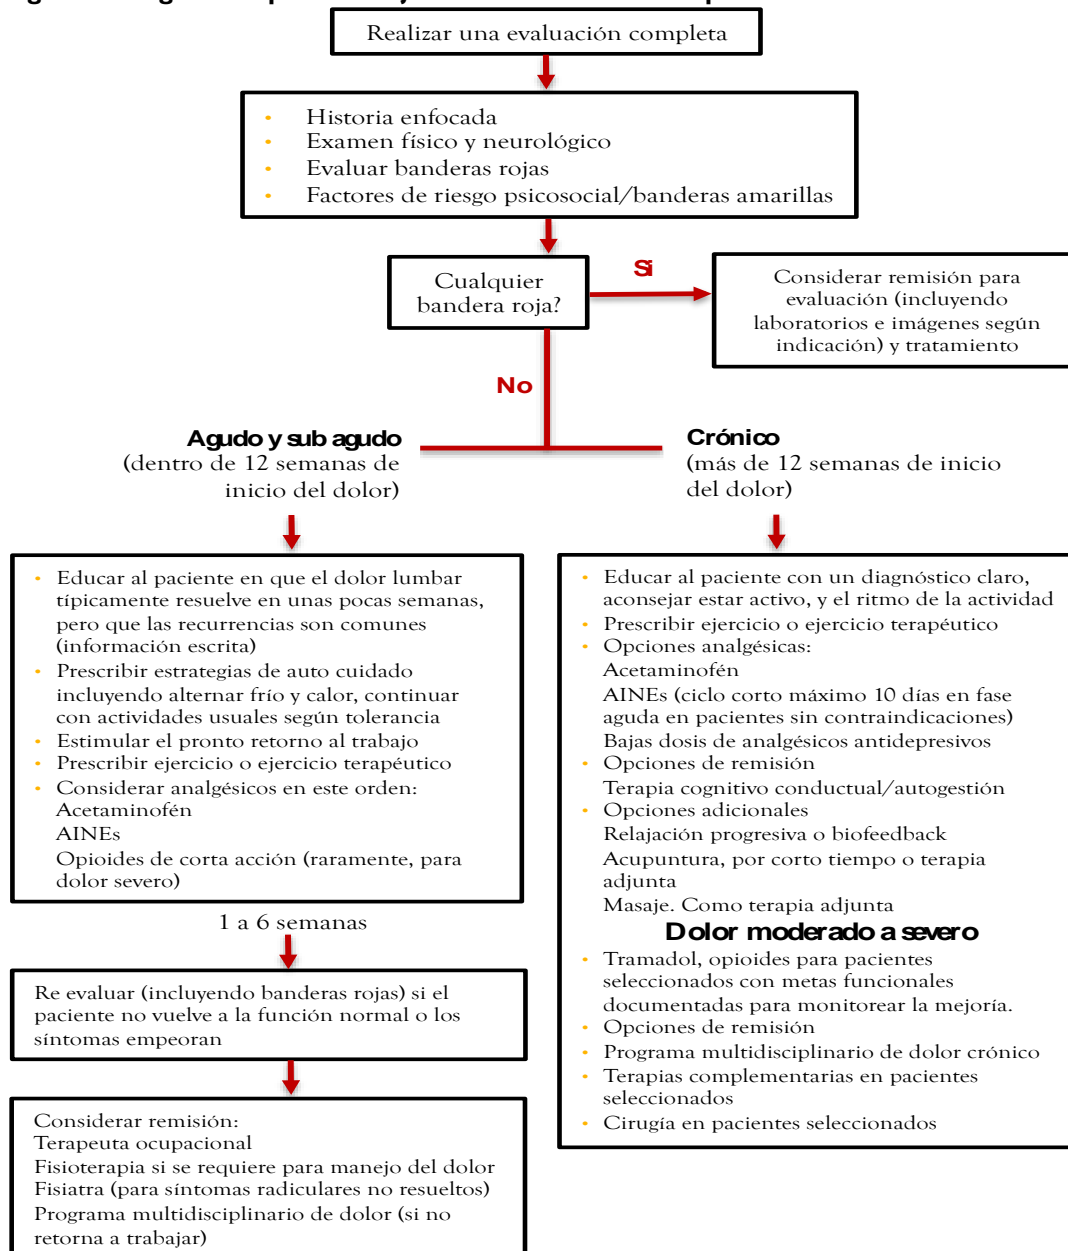 Realizar una evaluación completa
• Historia enfocada
• Examen físico y neurológico
• Evaluar banderas rojas
• Factores de riesgo psicosocial/banderas amarillas
Cualquier
bandera roja?
Si
Considerar remisión para
evaluación (incluyendo
laboratorios e imágenes según
indicación) y tratamiento
No
Agudo y sub agudo
(dentro de 12 semanas de
inicio del dolor)
Crónico
(más de 12 semanas de inicio
del dolor)
• Educar al paciente en que el dolor lumbar
típicamente resuelve en unas pocas semanas,
pero que las recurrencias son comunes
(información escrita)
• Prescribir estrategias de auto cuidado
incluyendo alternar frío y calor, continuar
con actividades usuales según tolerancia
• Estimular el pronto retorno al trabajo
• Prescribir ejercicio o ejercicio terapéutico
• Considerar analgésicos en este orden:
Acetaminofén
AINEs
Opioides de corta acción (raramente, para
dolor severo)
1 a 6 semanas
Re evaluar (incluyendo banderas rojas) si el
paciente no vuelve a la función normal o los
síntomas empeoran
Considerar remisión:
Terapeuta ocupacional
Fisioterapia si se requiere para manejo del dolor
Fisiatra (para síntomas radiculares no resueltos)
Programa multidisciplinario de dolor (si no
retorna a trabajar)
• Educar al paciente con un diagnóstico claro,
aconsejar estar activo, y el ritmo de la actividad
• Prescribir ejercicio o ejercicio terapéutico
• Opciones analgésicas:
Acetaminofén
AINEs (ciclo corto máximo 10 días en fase
aguda en pacientes sin contraindicaciones)
Bajas dosis de analgésicos antidepresivos
• Opciones de remisión
Terapia cognitivo conductual/autogestión
• Opciones adicionales
Relajación progresiva o biofeedback
Acupuntura, por corto tiempo o terapia
adjunta
Masaje. Como terapia adjunta
Dolor moderado a severo
• Tramadol, opioides para pacientes
seleccionados con metas funcionales
documentadas para monitorear la mejoría.
• Opciones de remisión
• Programa multidisciplinario de dolor crónico
• Terapias complementarias en pacientes
seleccionados
• Cirugía en pacientes seleccionados